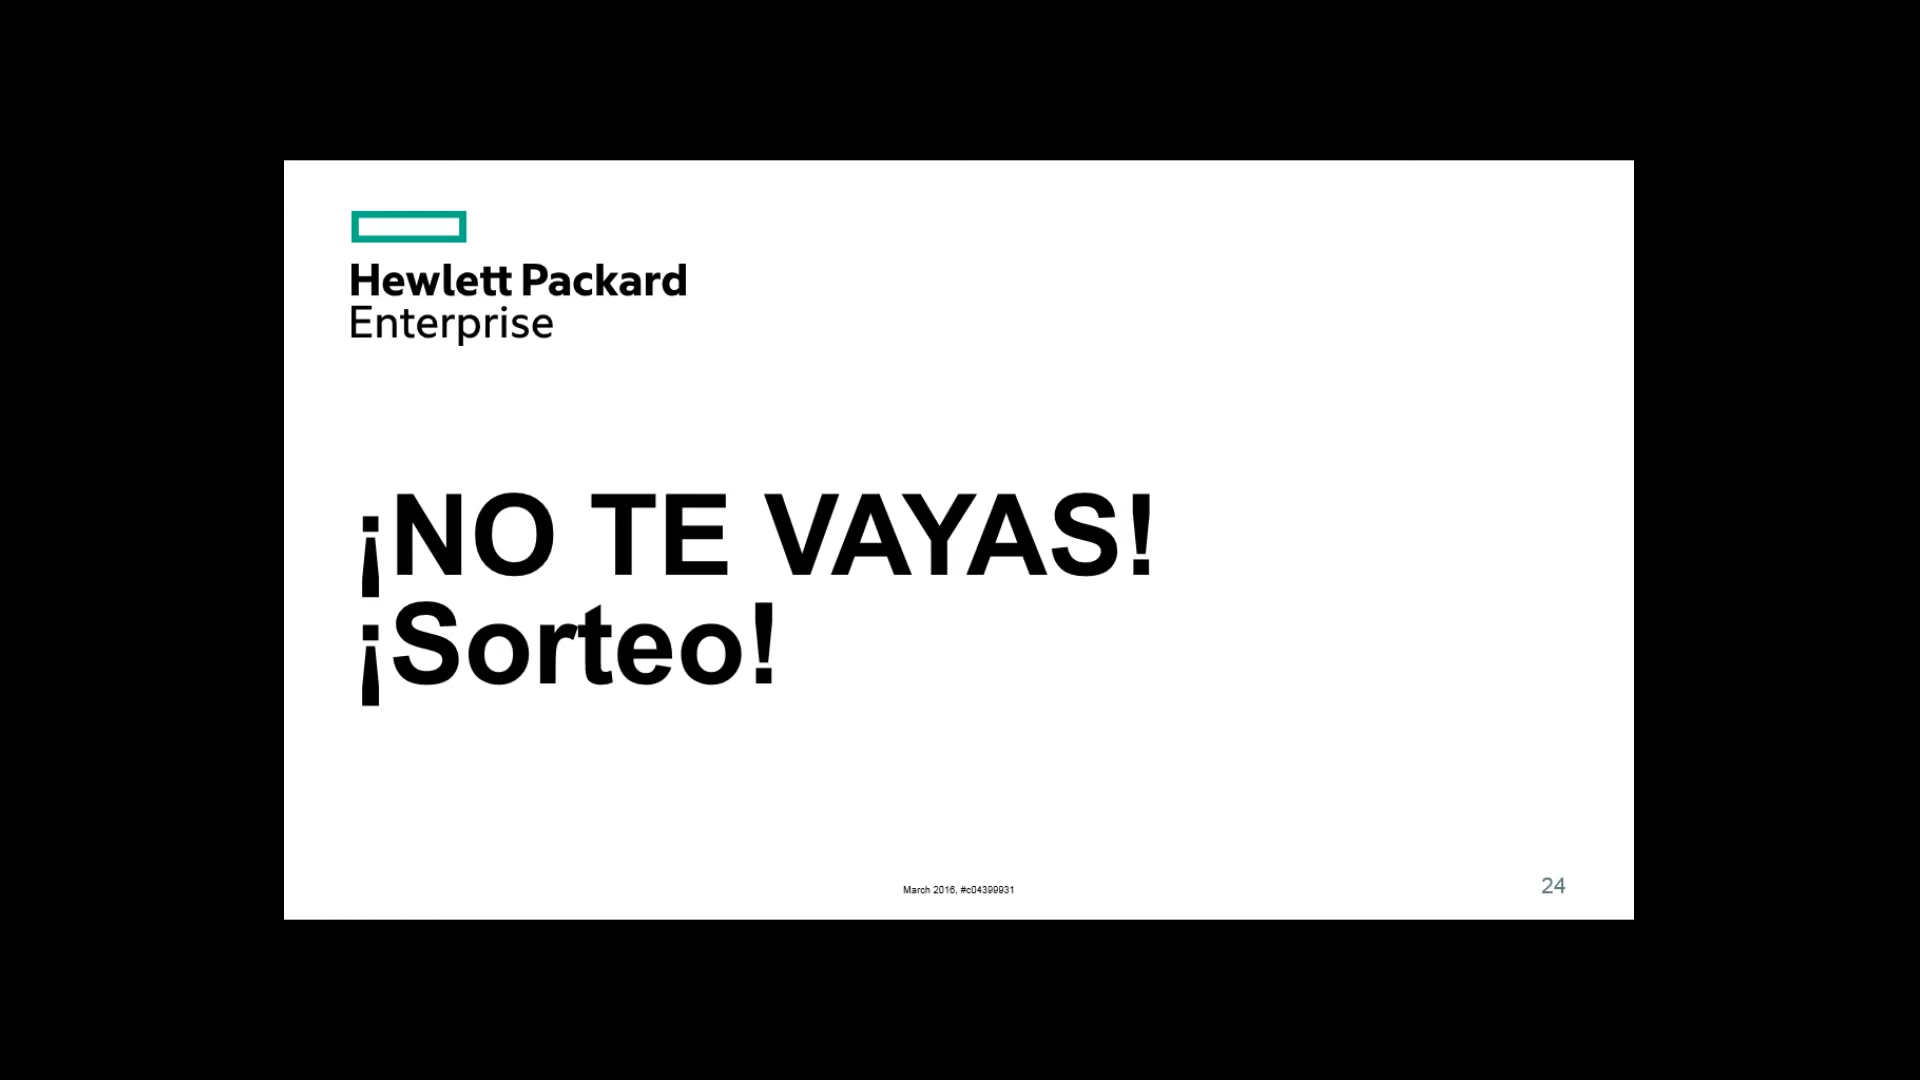 Hewlett Packard
Enterprise
¡NO TE VAYAS!
¡Sorteo!
March 2016, #c04399931
24